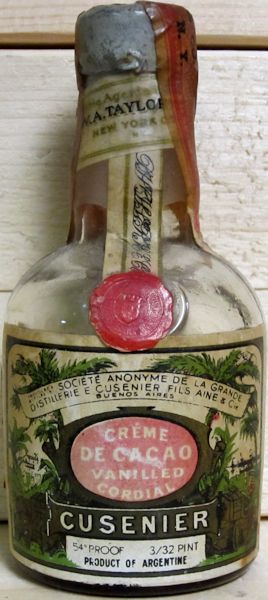 W.A. TAYLOR
NEW YORK
SOCIÉTÉ ANONYME DE LA GRANDE
DISTILLERIE E. CUSENIER FILS AINÉ & Cie
BUENOS AIRES
CRÉME
DE CACAO
VANILLED
CORDIAL
CUSENIER
54° PROOF 3/32 PINT
PRODUCT OF ARGENTINE